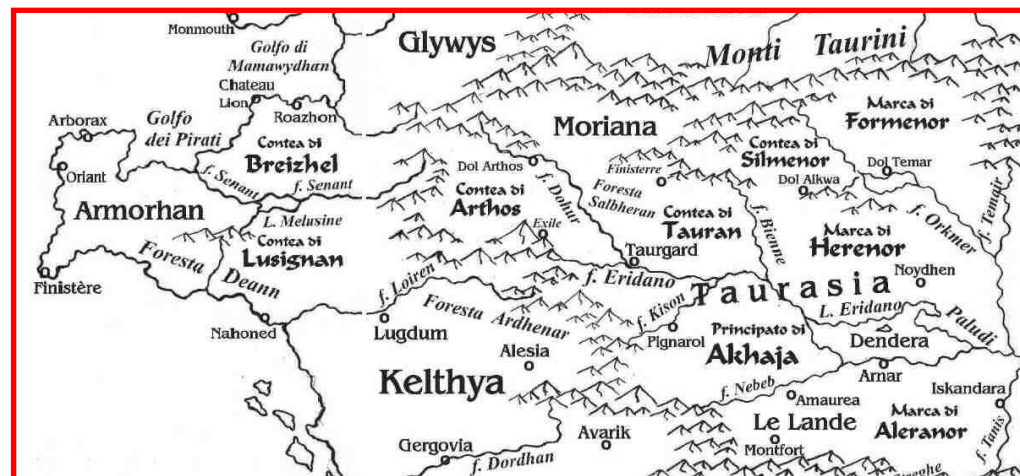 Monmouth
Golfo di
Mamawydhan
Glywys
Monti Taurini
Chateau
Lion
Roazhon
Arborax
Golfo
dei Pirati
Oriant
Contea di
Breizhel
f. Senant
f. Senant
Armorhan
L. Melusine
Contea di
Lusignan
Foresta Deann
Finistère
Nahoned
Moriana
Dol Arthos
Contea di
Arthos
Exile
f. Dohur
Finisterre
Foresta
Salbheran
Contea di
Tauran
Taurgard
f. Bienne
Contea di
Silmenor
Dol Alkwa
Marca di
Formenor
Dol Temar
f. Orkmer
f. Temair
Marca di
Herenor
Noydhen
f. Loiren
f. Eridano
Taurasia
L. Eridano
Paludi
Lugdum
Foresta Ardhenar
f. Kison
Pignarol
Principato di
Akhaja
Dendera
Arnar
Alesia
Kelthya
f. Nebeb
Amaurea
Iskandara
Le Lande
Marca di
Aleranor
Montfort
f. Tanis
Gergovia
f. Dordhan
Avarik